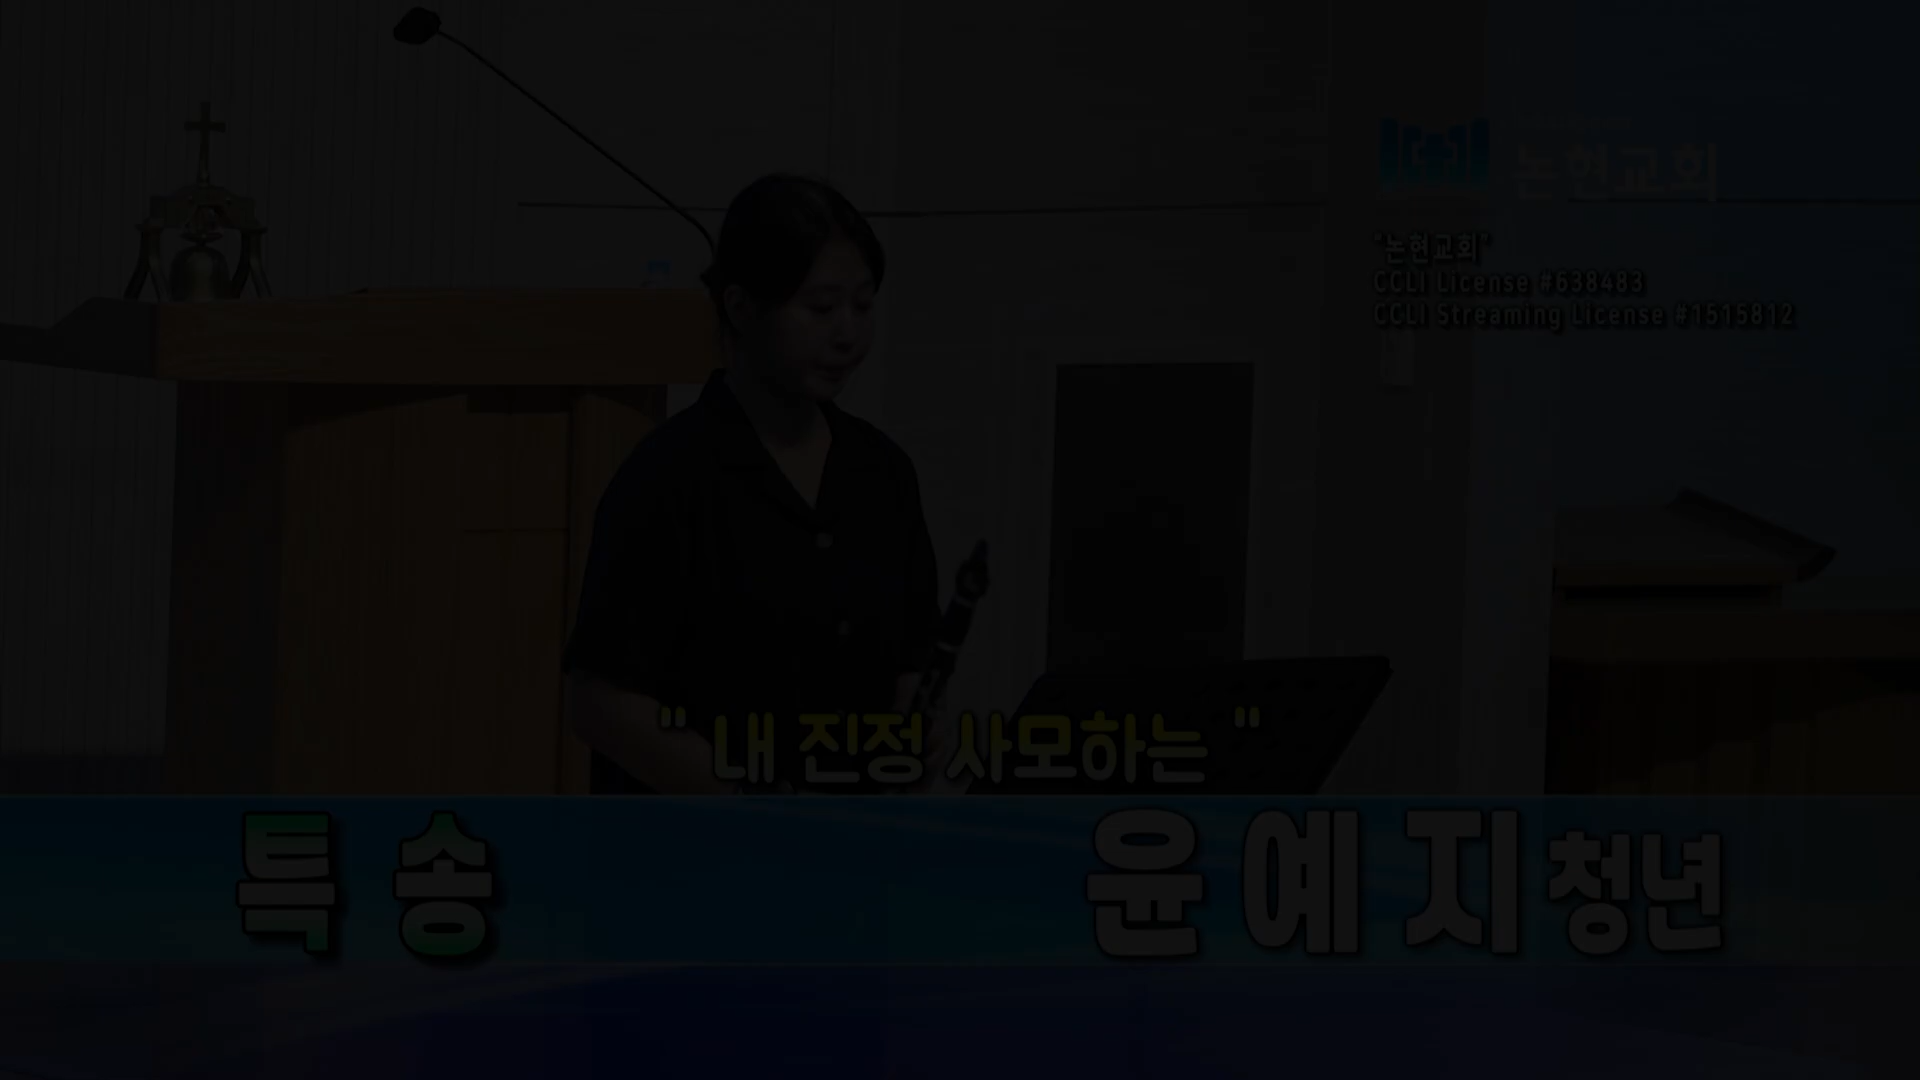 논현교회
"논현교회"
CCLI License #638483
CCLI Streaming License #1515812
" 내 진정 사모하는 "
특 송 윤 예 지 청년